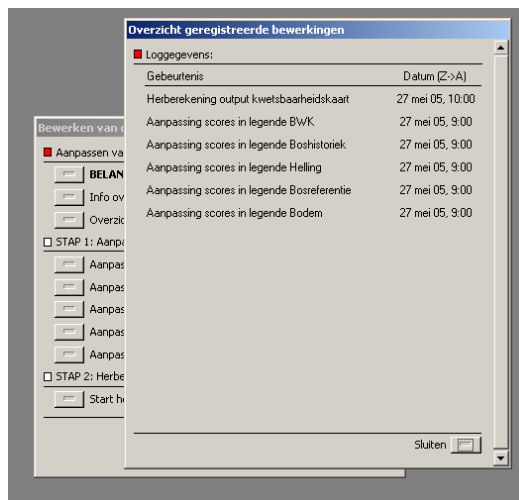 Overzicht geregistreerde bewerkingen
Loggegevens:
Gebeurtenis Datum (Z->A)
Herberekening output kwetsbaarheidskaart 27 mei 05, 10:00
Aanpassing scores in legende BWK 27 mei 05, 9:00
Aanpassing scores in legende Boshistoriek 27 mei 05, 9:00
Aanpassing scores in legende Helling 27 mei 05, 9:00
Aanpassing scores in legende Bosreferentie 27 mei 05, 9:00
Aanpassing scores in legende Bodem 27 mei 05, 9:00
Sluiten
Bewerken van
Aanpassen va
BELAN
Info ov
Overzic
STAP 1: Aanpa
Aanpas
Aanpas
Aanpas
Aanpas
Aanpas
STAP 2: Herbe
Start he